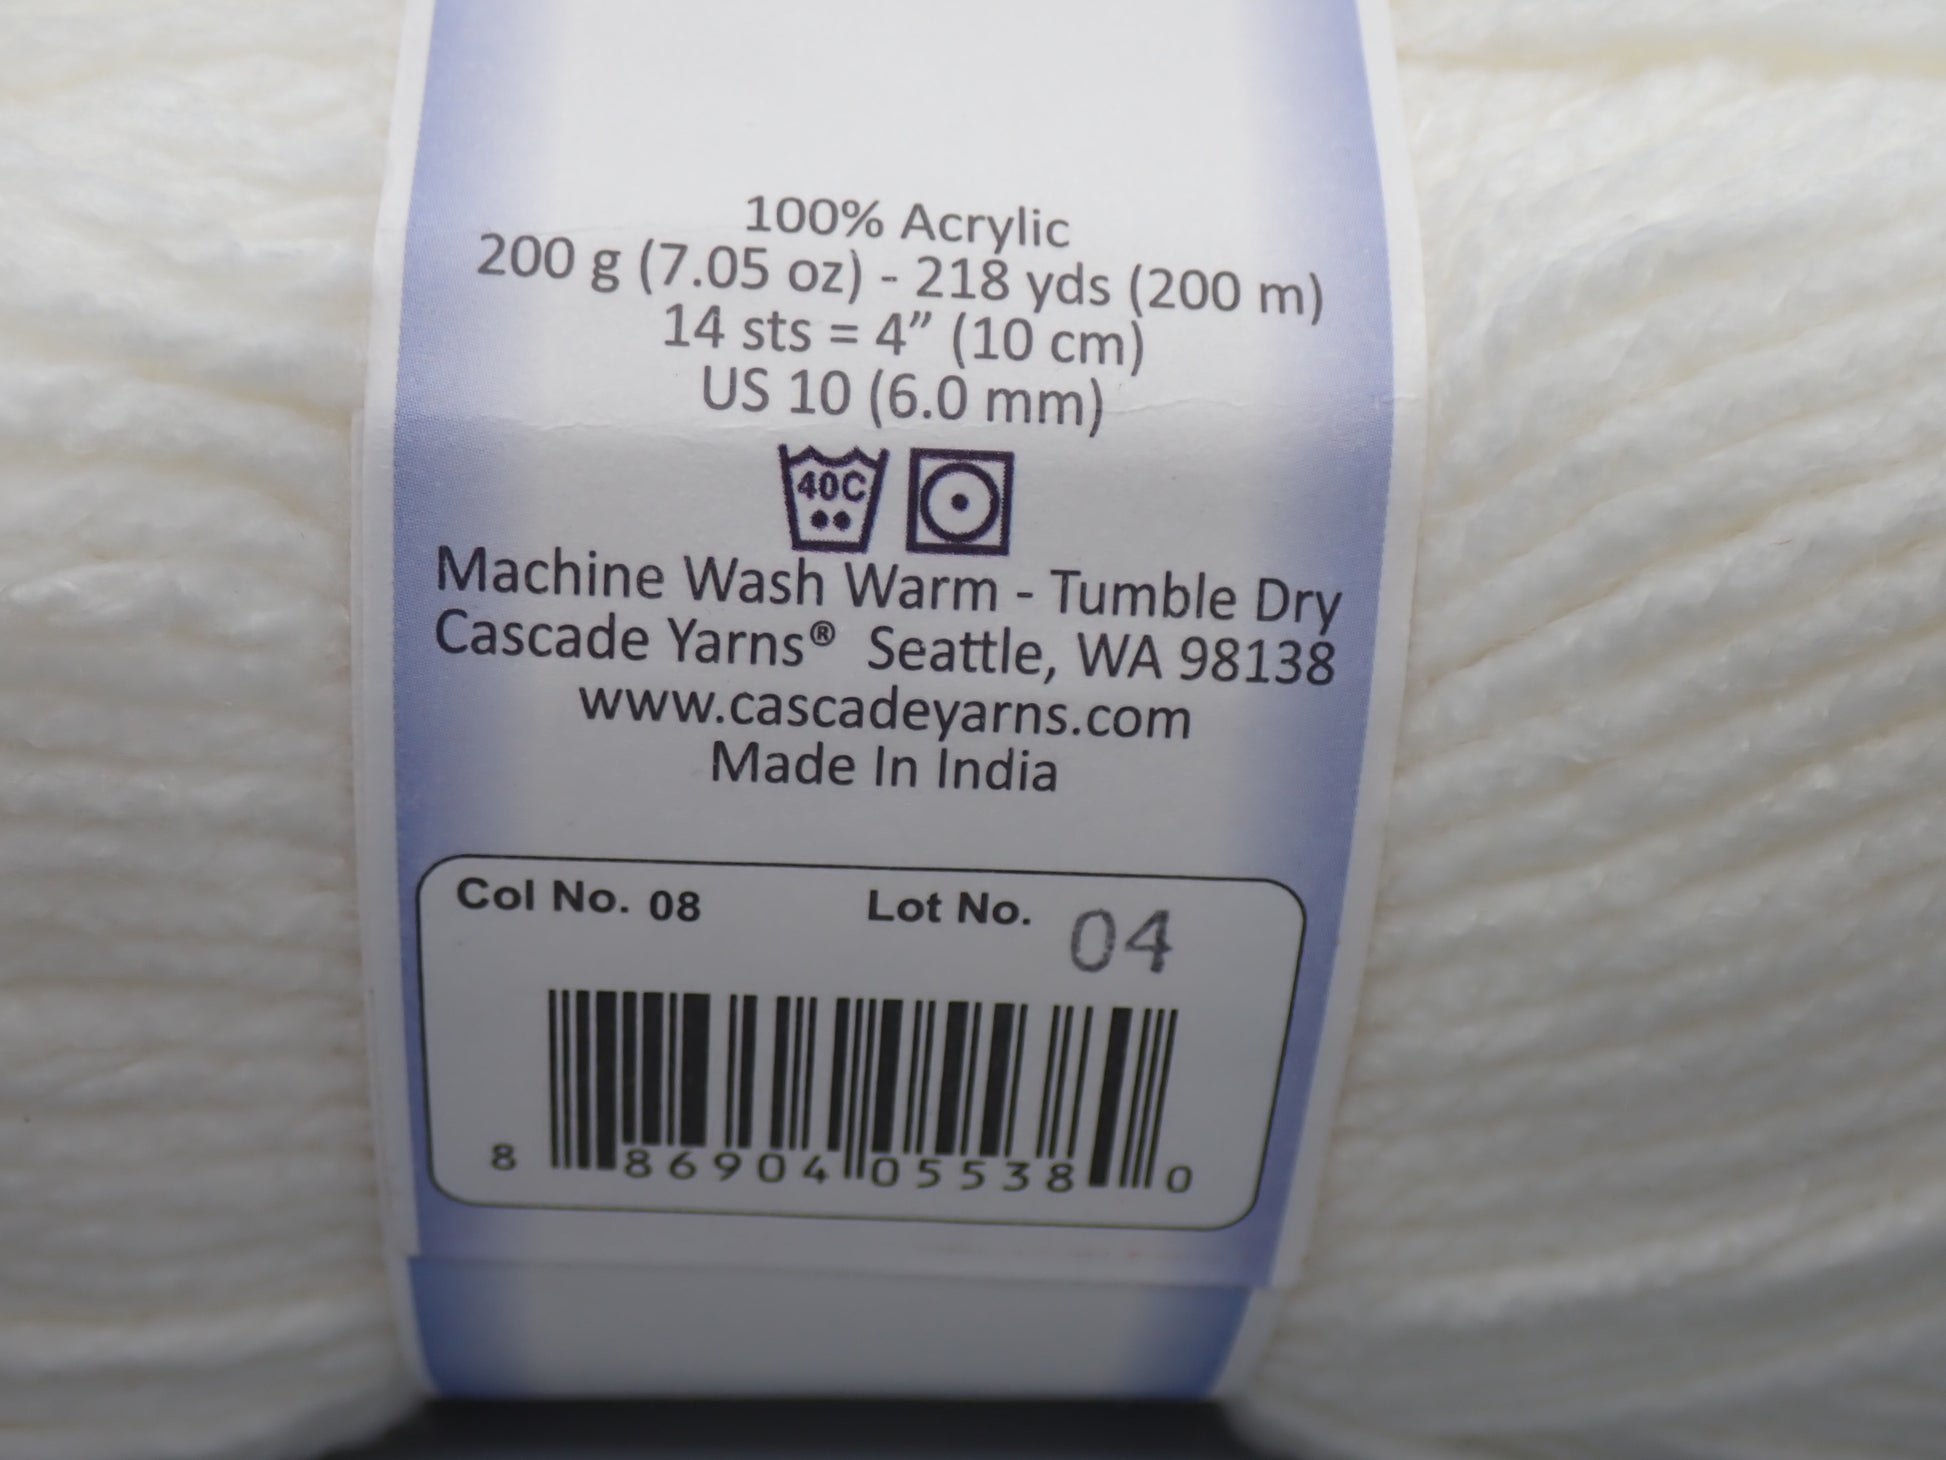 100% Acrylic
200 g (7.05 oz) - 218 yds (200 m)
14 sts = 4” (10 cm)
US 10 (6.0 mm)
40C
Machine Wash Warm - Tumble Dry
Cascade Yarns® Seattle, WA 98138
www.cascadeyarns.com
Made In India
Col No. 08 Lot No. 04
8 86904 05538 0